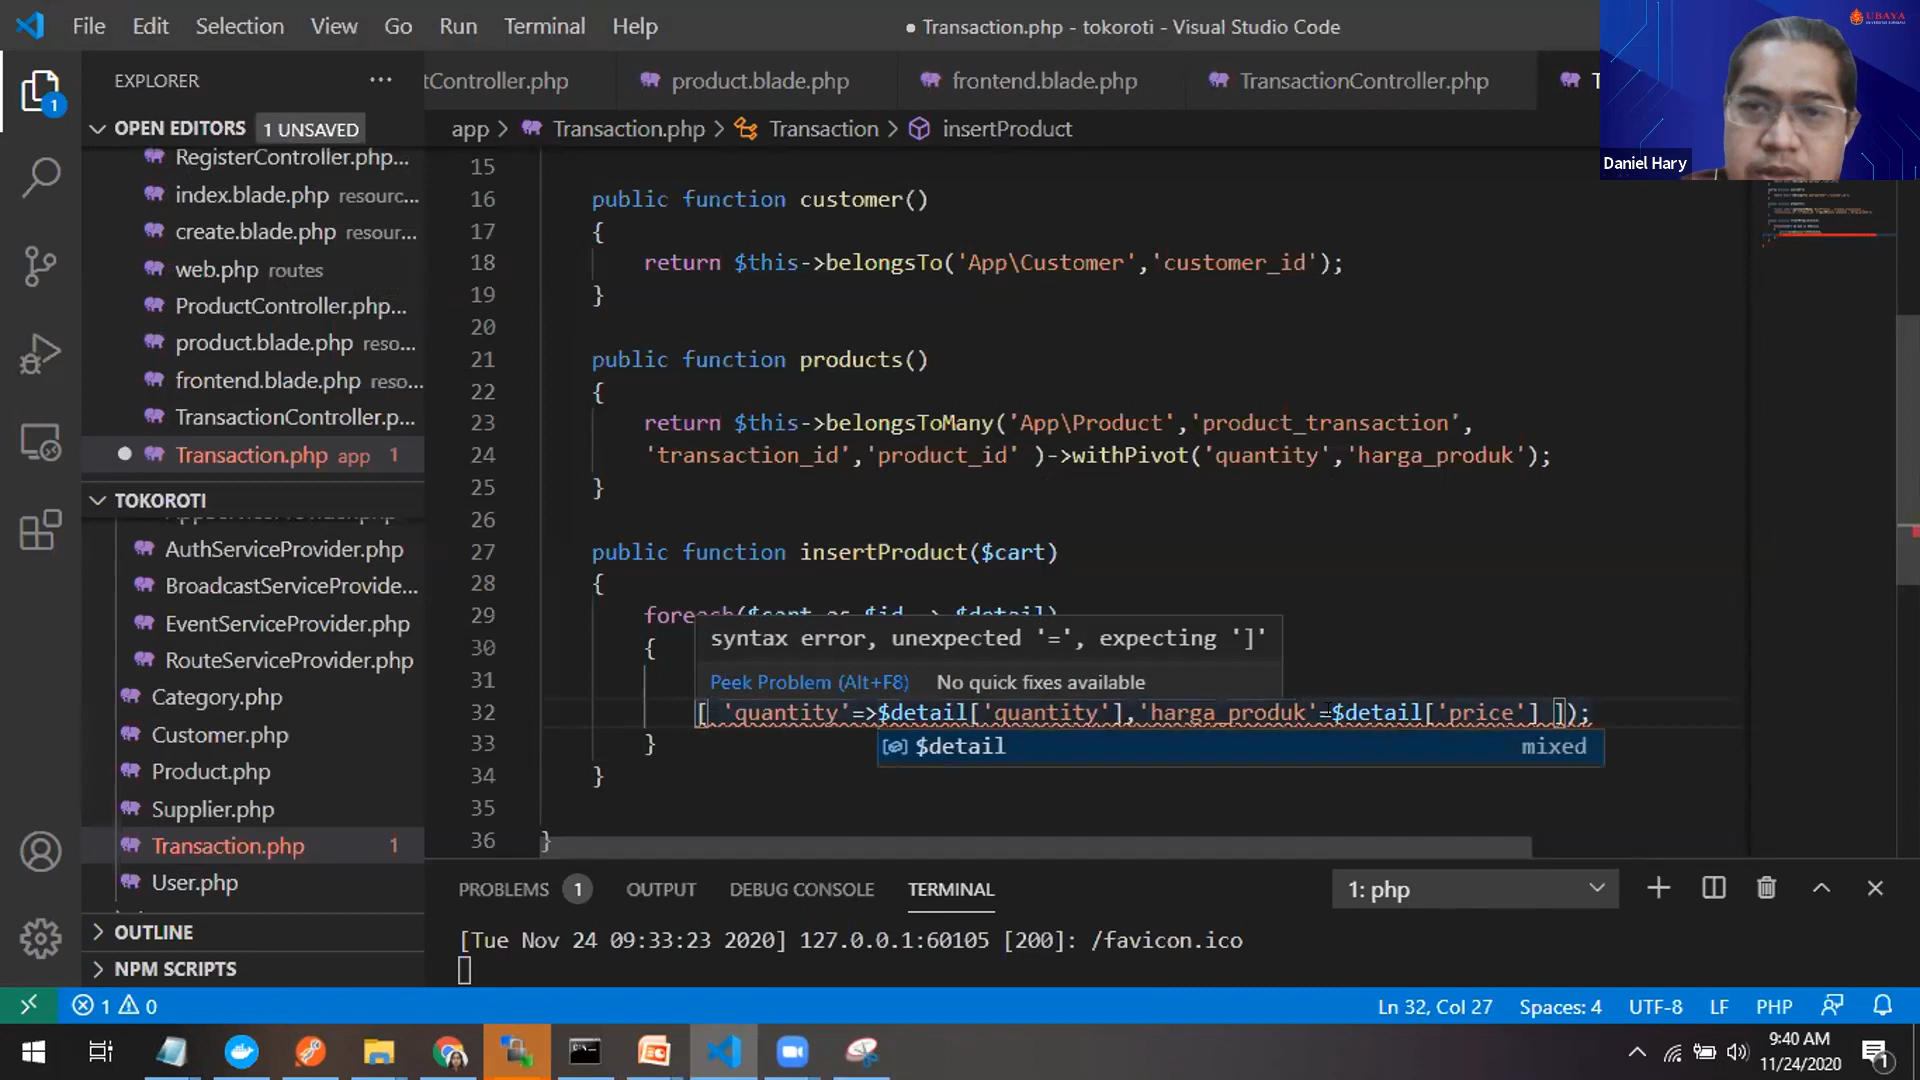 File Edit Selection View Go Run Terminal Help
● Transaction.php - tokoroti - Visual Studio Code
UBAYA
Daniel Hary
EXPLORER ...
tController.php product.blade.php frontend.blade.php TransactionController.php T
OPEN EDITORS 1 UNSAVED
app > Transaction.php > Transaction > insertProduct
RegisterController.php...
index.blade.php resourc...
create.blade.php resour...
web.php routes
ProductController.php...
product.blade.php reso...
frontend.blade.php reso...
TransactionController.p...
Transaction.php app 1
TOKOROTI
AuthServiceProvider.php
BroadcastServiceProvide...
EventServiceProvider.php
RouteServiceProvider.php
Category.php
Customer.php
Product.php
Supplier.php
Transaction.php 1
User.php
OUTLINE
NPM SCRIPTS
15
16 public function customer()
17 {
18 return $this->belongsTo('App\Customer','customer_id');
19 }
20
21 public function products()
22 {
23 return $this->belongsToMany('App\Product','product_transaction',
24 'transaction_id','product_id' )->withPivot('quantity','harga_produk');
25 }
26
27 public function insertProduct($cart)
28 {
29 foreach($cart as $id => $detail)
30 {
syntax error, unexpected '=', expecting ']'
31
Peek Problem (Alt+F8) No quick fixes available
32 [ 'quantity'=>$detail['quantity'],'harga_produk'=$detail['price'] ]);
33 }
$detail mixed
34 }
35
36 }
PROBLEMS 1 OUTPUT DEBUG CONSOLE TERMINAL 1: php
[Tue Nov 24 09:33:23 2020] 127.0.0.1:60105 [200]: /favicon.ico
1 0 Ln 32, Col 27 Spaces: 4 UTF-8 LF PHP
9:40 AM
11/24/2020
1